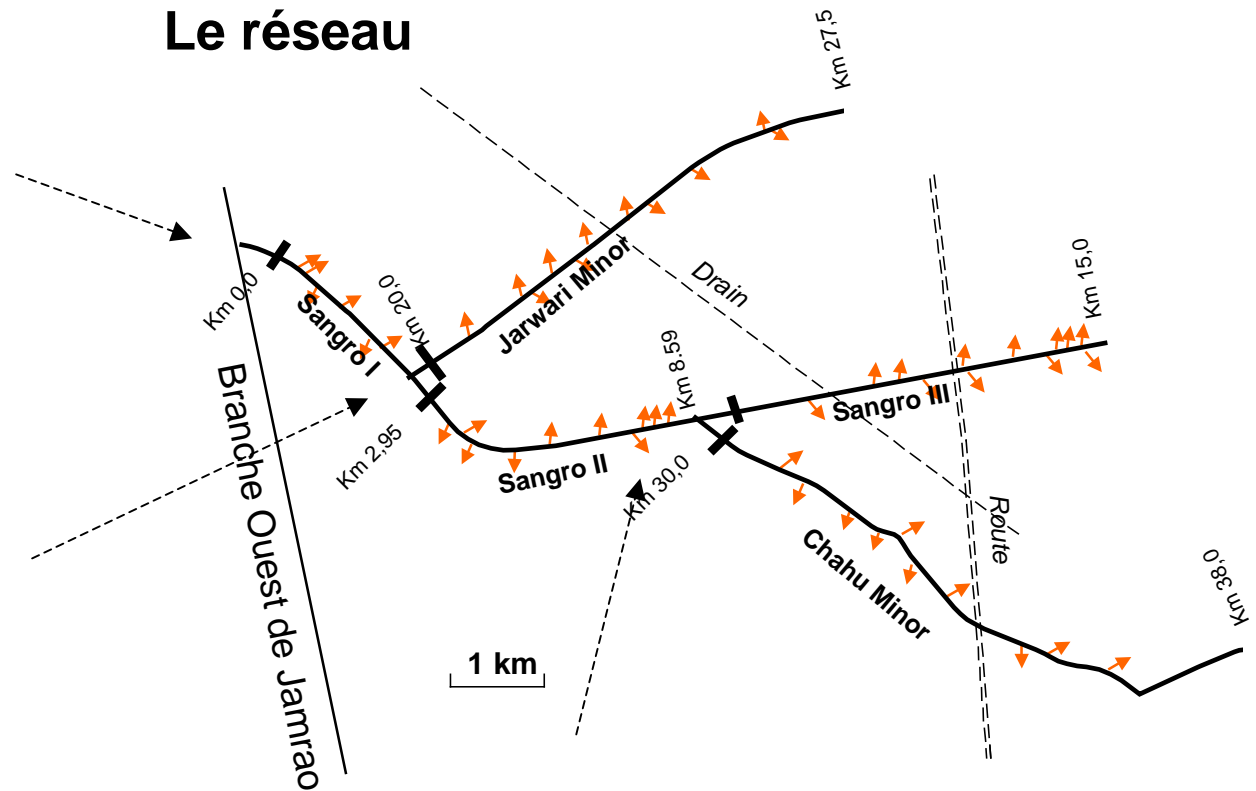 Le réseau
Km 27,5
Km 0,0
Sangro I
Km 20,0
Jarwari Minor
Drain
Km 15,0
Branche Ouest de Jamrao
Km 2,95
Sangro II
Km 8.59
Km 30,0
Sangro III
Route
Chahu Minor
Km 38,0
1 km